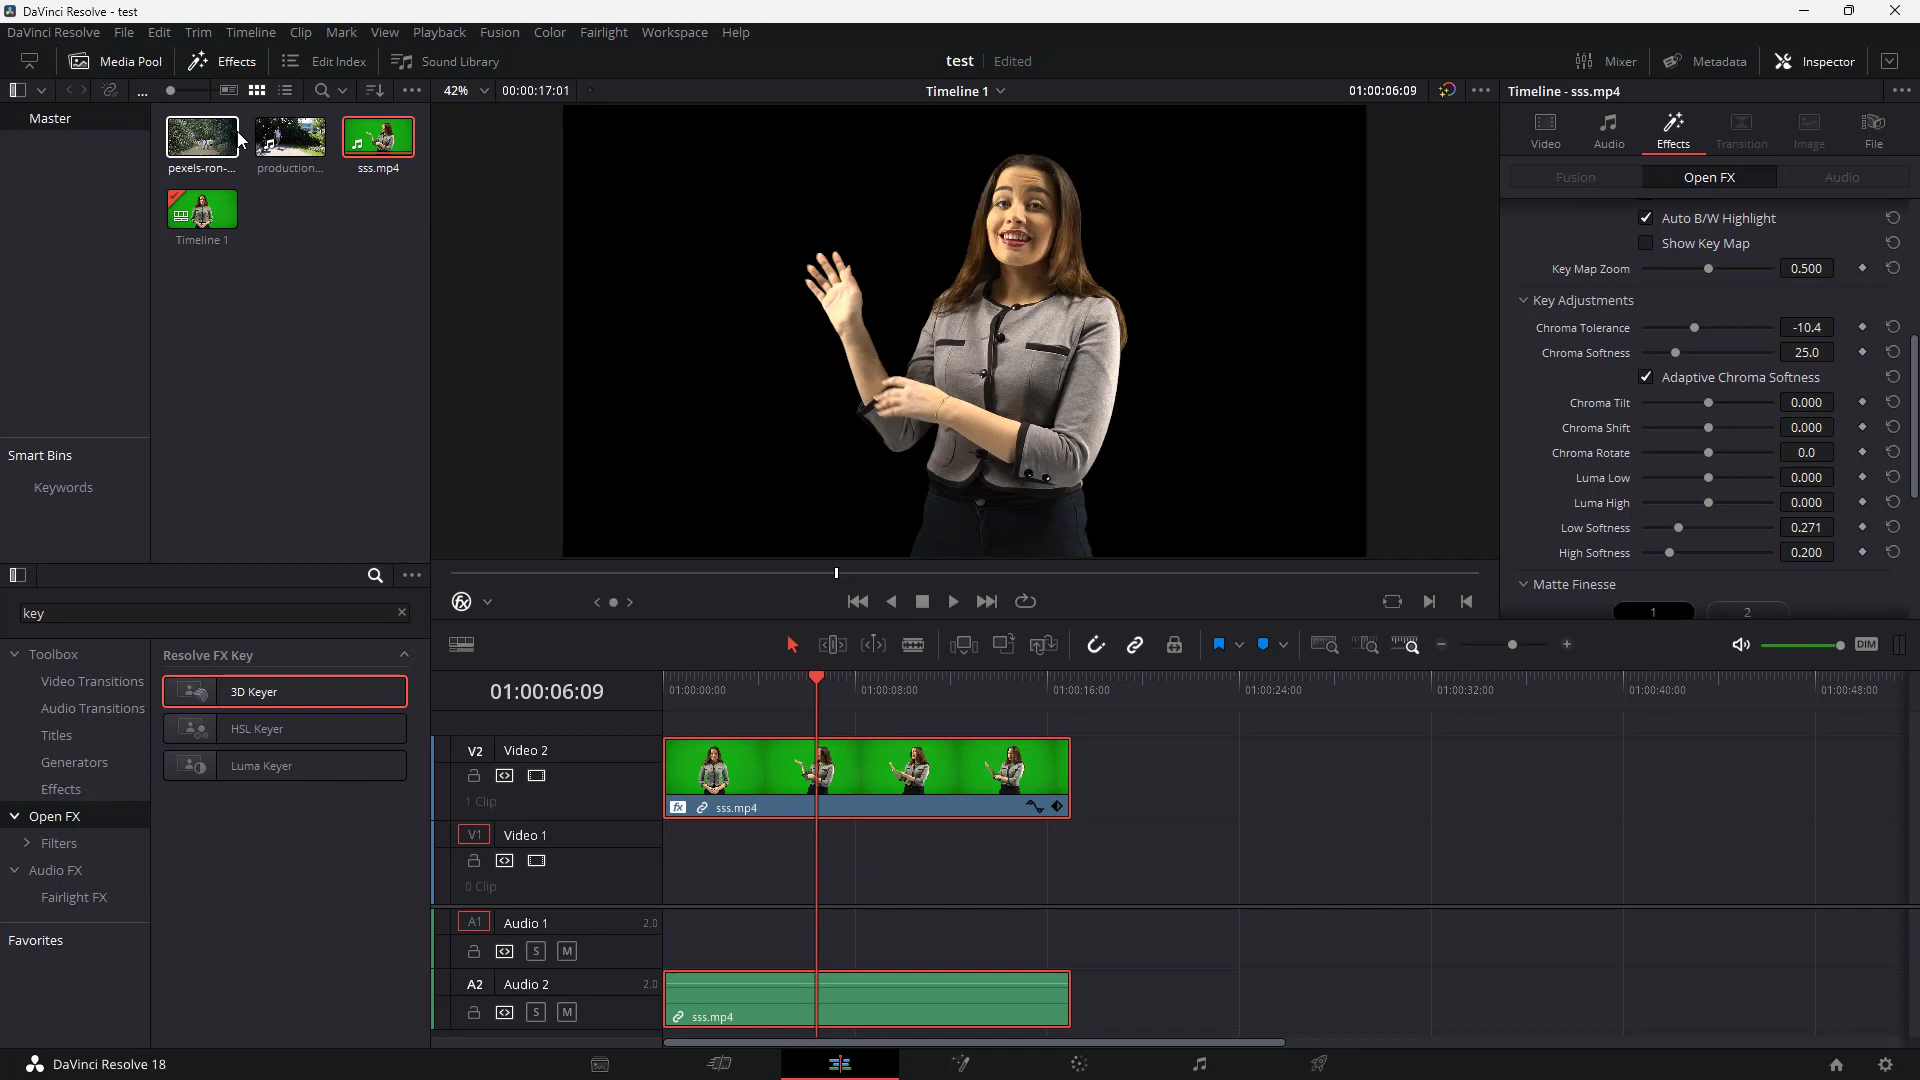 DaVinci Resolve - test
DaVinci Resolve File Edit Trim Timeline Clip Mark View Playback Fusion Color Fairlight Workspace Help
Media Pool Effects Edit Index Sound Library test Edited Mixer Metadata Inspector
... 42% 00:00:17:01 Timeline 1 01:00:06:09 Timeline - sss.mp4
Master
pexels-ron-... production... sss.mp4
Timeline 1
Smart Bins
Keywords
Video Audio Effects Transition Image File
Fusion Open FX Audio
Auto B/W Highlight
Show Key Map
Key Map Zoom 0.500
Key Adjustments
Chroma Tolerance -10.4
Chroma Softness 25.0
Adaptive Chroma Softness
Chroma Tilt 0.000
Chroma Shift 0.000
Chroma Rotate 0.0
Luma Low 0.000
Luma High 0.000
Low Softness 0.271
High Softness 0.200
Matte Finesse
1 2
key
Toolbox
Video Transitions
Audio Transitions
Titles
Generators
Effects
Open FX
Filters
Audio FX
Fairlight FX
Favorites
Resolve FX Key
3D Keyer
HSL Keyer
Luma Keyer
fx
DIM
01:00:06:09
01:00:00:00 01:00:08:00 01:00:16:00 01:00:24:00 01:00:32:00 01:00:40:00 01:00:48:00
V2 Video 2
1 Clip
fx sss.mp4
V1 Video 1
0 Clip
A1 Audio 1 2.0
S M
A2 Audio 2 2.0
S M
sss.mp4
DaVinci Resolve 18